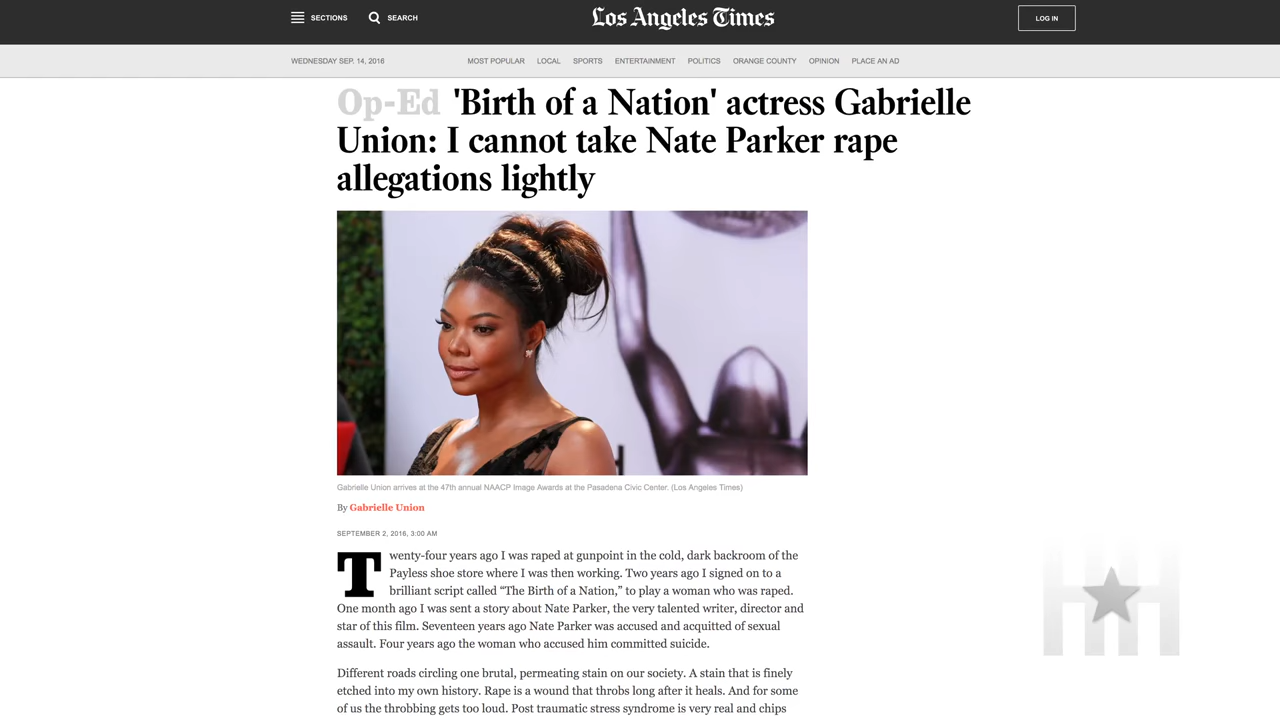 SECTIONS SEARCH Los Angeles Times LOG IN
WEDNESDAY SEP. 14, 2016 MOST POPULAR LOCAL SPORTS ENTERTAINMENT POLITICS ORANGE COUNTY OPINION PLACE AN AD
Op-Ed 'Birth of a Nation' actress Gabrielle
Union: I cannot take Nate Parker rape
allegations lightly
Gabrielle Union arrives at the 47th annual NAACP Image Awards at the Pasadena Civic Center. (Los Angeles Times)
By Gabrielle Union
SEPTEMBER 2, 2016, 3:00 AM
Twenty-four years ago I was raped at gunpoint in the cold, dark backroom of the
Payless shoe store where I was then working. Two years ago I signed on to a
brilliant script called “The Birth of a Nation,” to play a woman who was raped.
One month ago I was sent a story about Nate Parker, the very talented writer, director and
star of this film. Seventeen years ago Nate Parker was accused and acquitted of sexual
assault. Four years ago the woman who accused him committed suicide.
Different roads circling one brutal, permeating stain on our society. A stain that is finely
etched into my own history. Rape is a wound that throbs long after it heals. And for some
of us the throbbing gets too loud. Post traumatic stress syndrome is very real and chips